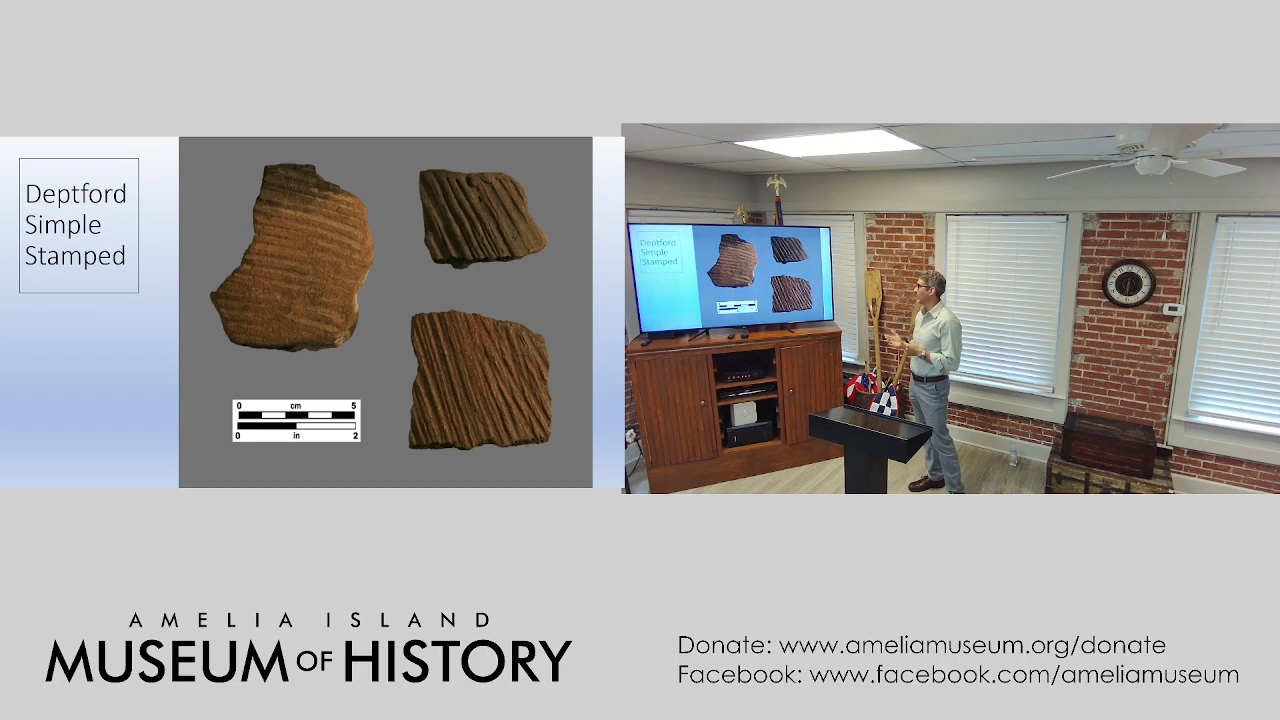 Deptford
Simple
Stamped
0 cm 5
0 in 2
Deptford
Simple
Stamped
AMELIA ISLAND
MUSEUM OF HISTORY
Donate: www.ameliamuseum.org/donate
Facebook: www.facebook.com/ameliamuseum